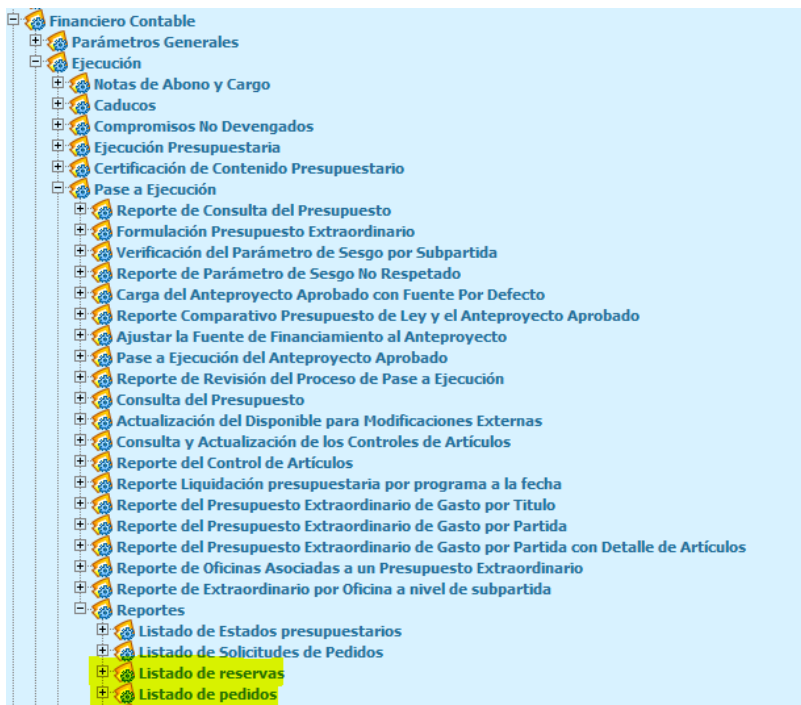 Financiero Contable
Parámetros Generales
Ejecución
Notas de Abono y Cargo
Caducos
Compromisos No Devengados
Ejecución Presupuestaria
Certificación de Contenido Presupuestario
Pase a Ejecución
Reporte de Consulta del Presupuesto
Formulación Presupuesto Extraordinario
Verificación del Parámetro de Sesgo por Subpartida
Reporte de Parámetro de Sesgo No Respetado
Carga del Anteproyecto Aprobado con Fuente Por Defecto
Reporte Comparativo Presupuesto de Ley y el Anteproyecto Aprobado
Ajustar la Fuente de Financiamiento al Anteproyecto
Pase a Ejecución del Anteproyecto Aprobado
Reporte de Revisión del Proceso de Pase a Ejecución
Consulta del Presupuesto
Actualización del Disponible para Modificaciones Externas
Consulta y Actualización de los Controles de Artículos
Reporte del Control de Artículos
Reporte Liquidación presupuestaria por programa a la fecha
Reporte del Presupuesto Extraordinario de Gasto por Titulo
Reporte del Presupuesto Extraordinario de Gasto por Partida
Reporte del Presupuesto Extraordinario de Gasto por Partida con Detalle de Artículos
Reporte de Oficinas Asociadas a un Presupuesto Extraordinario
Reporte de Extraordinario por Oficina a nivel de subpartida
Reportes
Listado de Estados presupuestarios
Listado de Solicitudes de Pedidos
Listado de reservas
Listado de pedidos